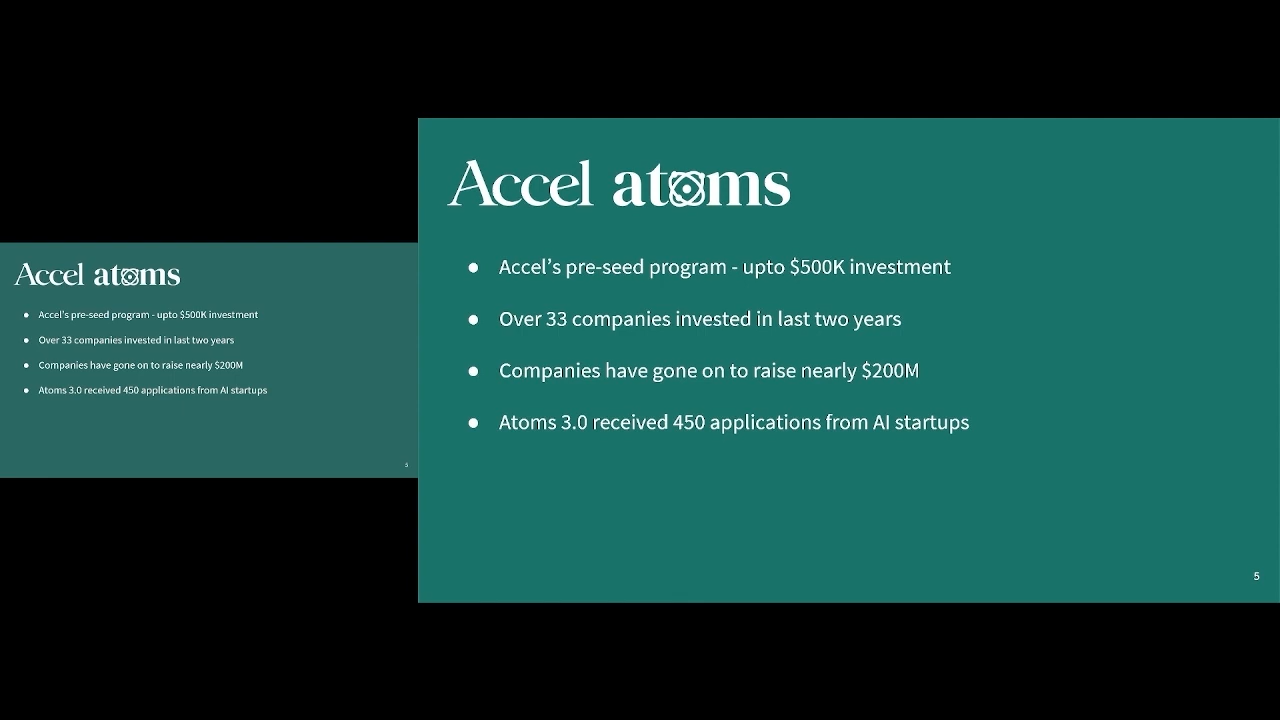 Accel atoms
● Accel's pre-seed program - upto $500K investment
● Over 33 companies invested in last two years
● Companies have gone on to raise nearly $200M
● Atoms 3.0 received 450 applications from AI startups
5
Accel atoms
● Accel’s pre-seed program - upto $500K investment
● Over 33 companies invested in last two years
● Companies have gone on to raise nearly $200M
● Atoms 3.0 received 450 applications from AI startups
5